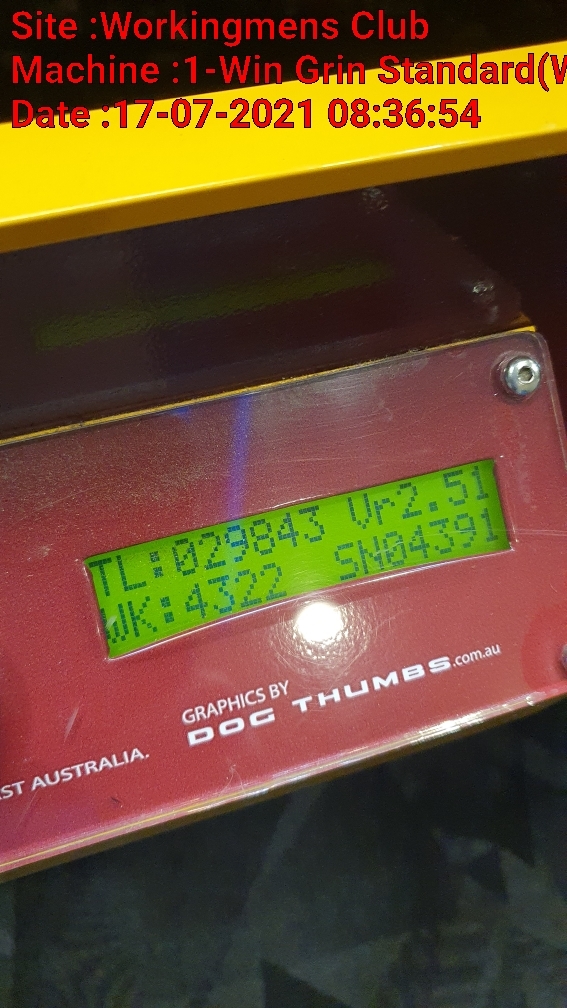 Site :Workingmens Club
Machine :1-Win Grin Standard(W
Date :17-07-2021 08:36:54
TL:029843 Vr2.51
WK:4322 SN04391
GRAPHICS BY
DOG THUMBS.com.au
AUSTRALIA.